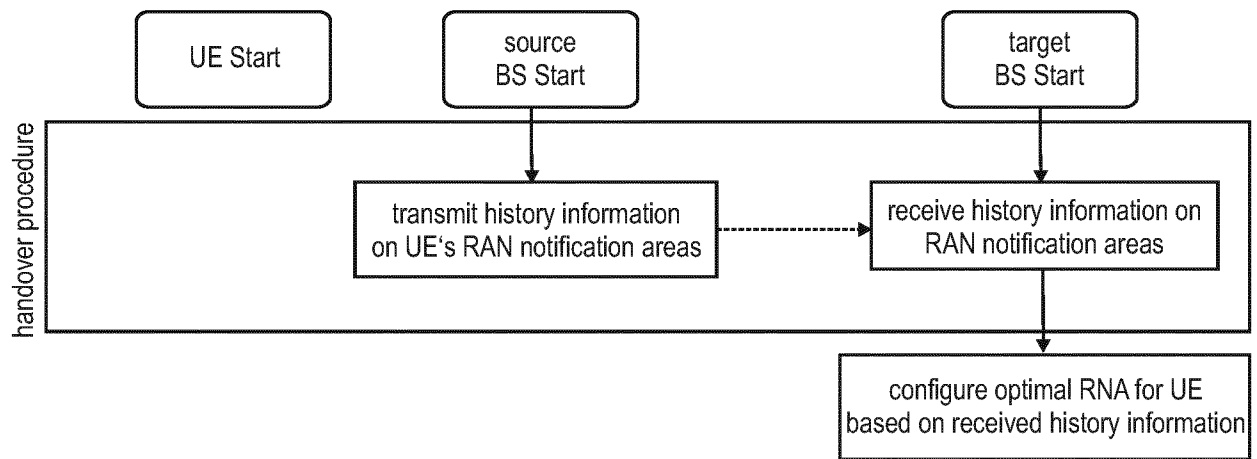 UE Start
source
BS Start
target
BS Start
handover procedure
transmit history information
on UE‘s RAN notification areas
receive history information on
RAN notification areas
configure optimal RNA for UE
based on received history information